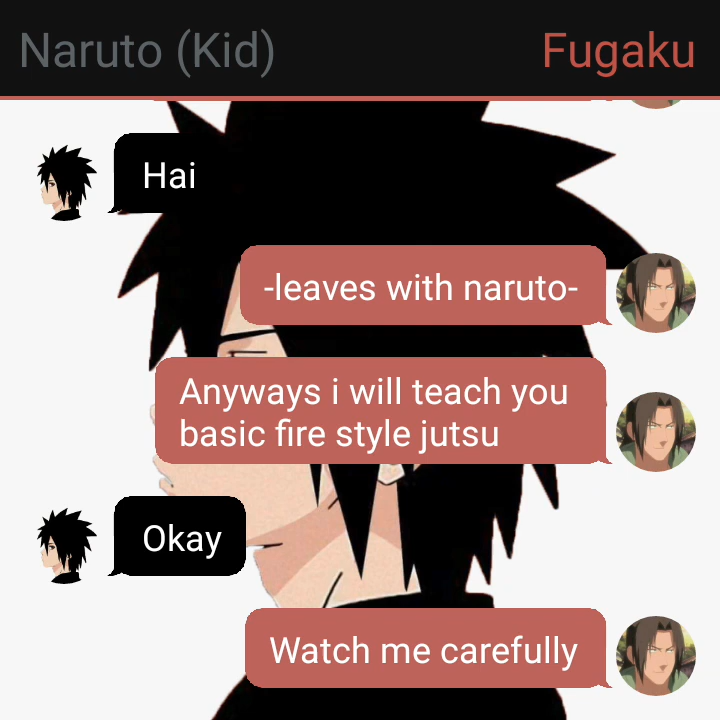 Naruto (Kid)
Fugaku
Hai
-leaves with naruto-
Anyways i will teach you
basic fire style jutsu
Okay
Watch me carefully